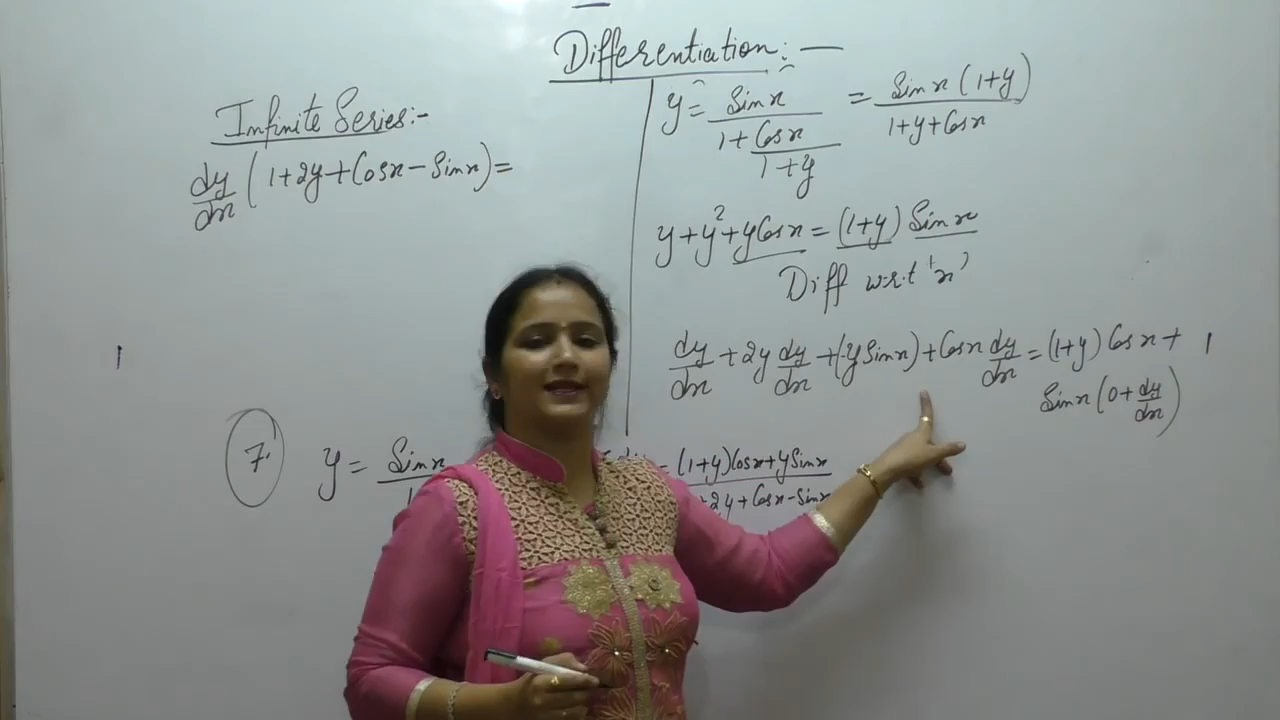 Differentiation:—
Infinite Series:-
dy/dx (1+2y+Cosx-Sinx)=
y = Sinx/(1+Cosx/(1+y)) = Sinx(1+y)/(1+y+Cosx)
y+y²+yCosx = (1+y) Sinx
Diff w.r.t 'x'
dy/dx + 2y dy/dx + (-ySinx) + Cosx dy/dx = (1+y) Cosx +
Sinx(0+dy/dx)
7. y = Sinx
= (1+y)Cosx+ySinx
+2y+Cosx-Sinx